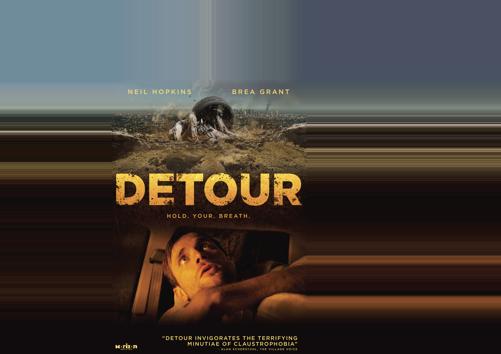 NEIL HOPKINS BREA GRANT
DETOUR
HOLD. YOUR. BREATH.
"DETOUR INVIGORATES THE TERRIFYING
MINUTIAE OF CLAUSTROPHOBIA"